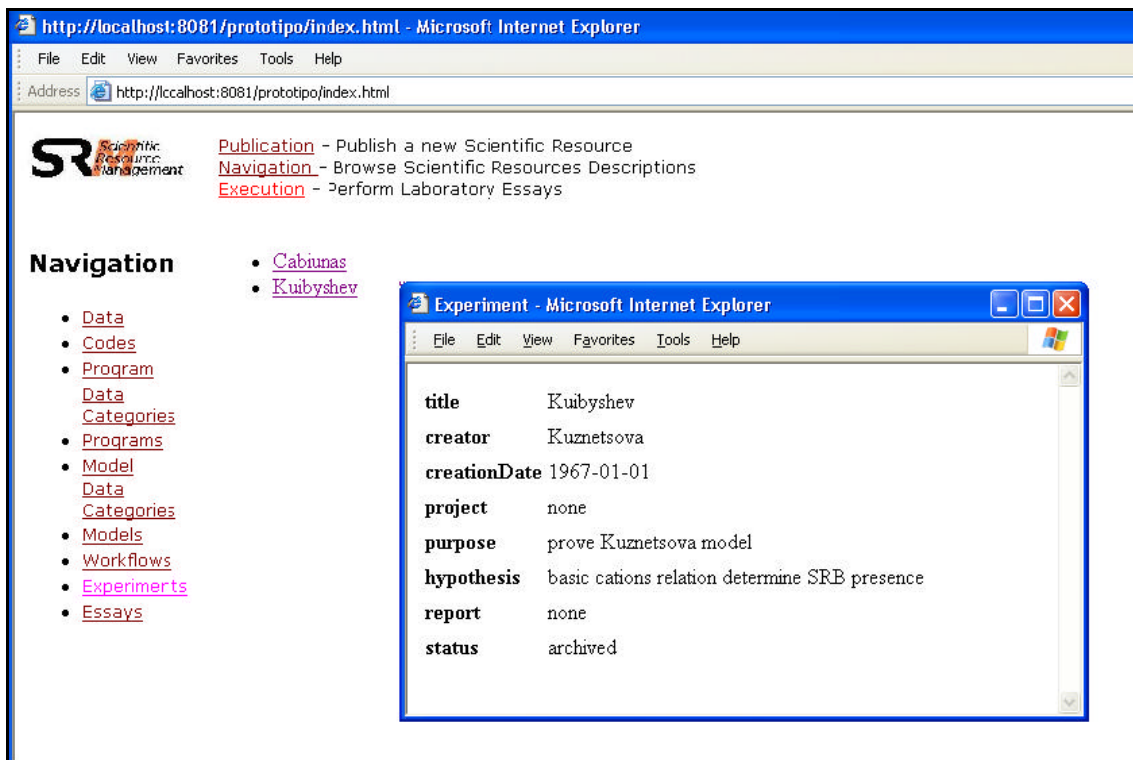 http://localhost:8081/prototipo/index.html - Microsoft Internet Explorer
File Edit View Favorites Tools Help
Address http://lccalhost:8081/prototipo/index.html
SRM Scientific Resource Management
Publication - Publish a new Scientific Resource
Navigation - Browse Scientific Resources Descriptions
Execution - Perform Laboratory Essays
Navigation
Data
Codes
Program
Data
Categories
Programs
Model
Data
Categories
Models
Workflows
Experiments
Essays
Cabiunas
Kuibyshev
Experiment - Microsoft Internet Explorer
File Edit View Favorites Tools Help
title Kuibyshev
creator Kuznetsova
creationDate 1967-01-01
project none
purpose prove Kuznetsova model
hypothesis basic cations relation determine SRB presence
report none
status archived